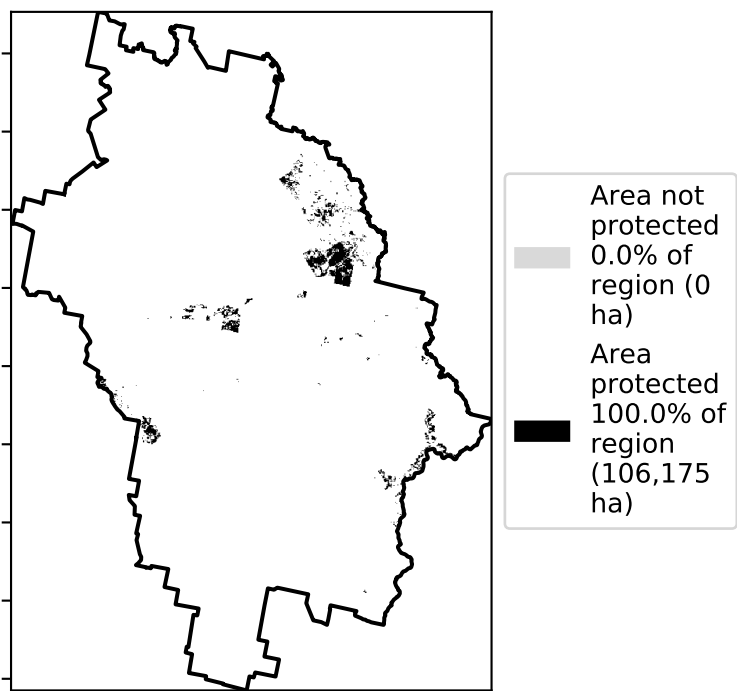 Area not
protected
0.0% of
region (0
ha)
Area
protected
100.0% of
region
(106,175
ha)